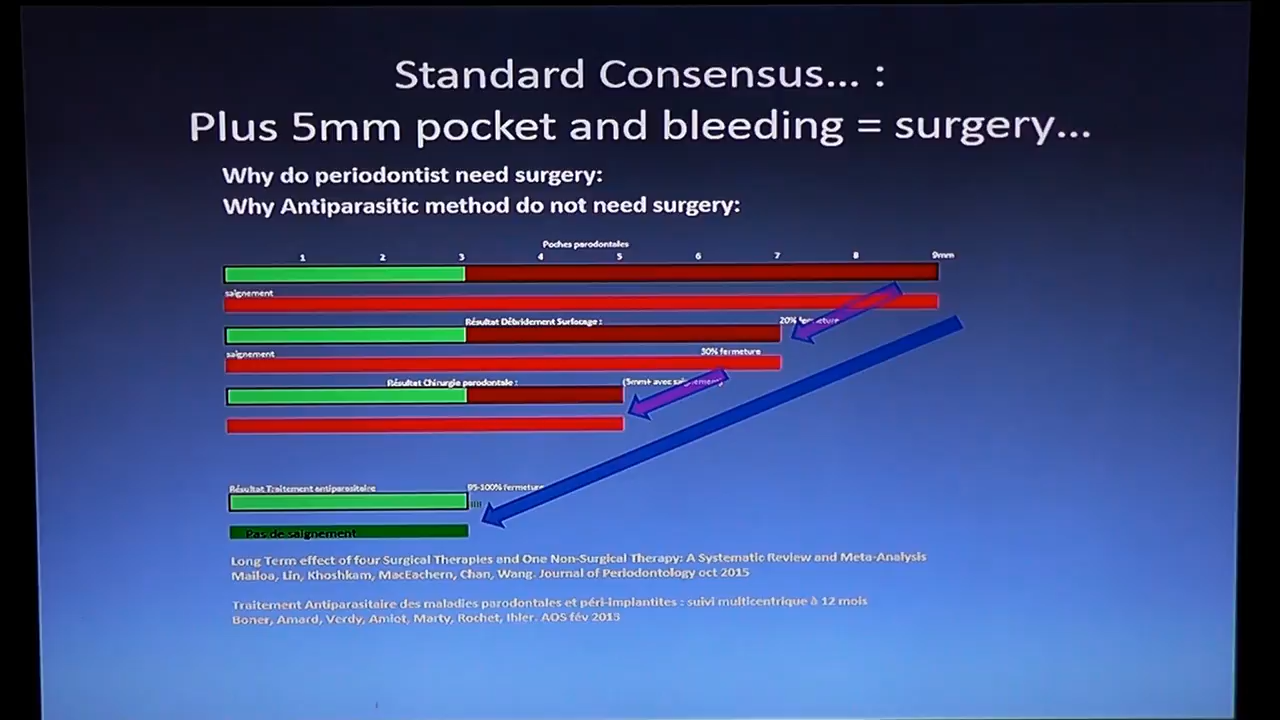 Standard Consensus... :
Plus 5mm pocket and bleeding = surgery...
Why do periodontist need surgery:
Why Antiparasitic method do not need surgery:
Poches parodontales
1 2 3 4 5 6 7 8 9mm
saignement
Résultat Débridement Surfaçage : 20% fermeture
saignement 30% fermeture
Résultat Chirurgie parodontale : (5mm+ avec saignement)
Résultat Traitement antiparasitaire 95-100% fermeture
Pas de saignement
Long Term effect of four Surgical Therapies and One Non-Surgical Therapy: A Systematic Review and Meta-Analysis
Mailoa, Lin, Khoshkam, MacEachern, Chan, Wang. Journal of Periodontology oct 2015
Traitement Antiparasitaire des maladies parodontales et péri-implantites : suivi multicentrique à 12 mois
Boner, Amard, Verdy, Amiot, Marty, Rochet, Ihler. AOS fév 2015